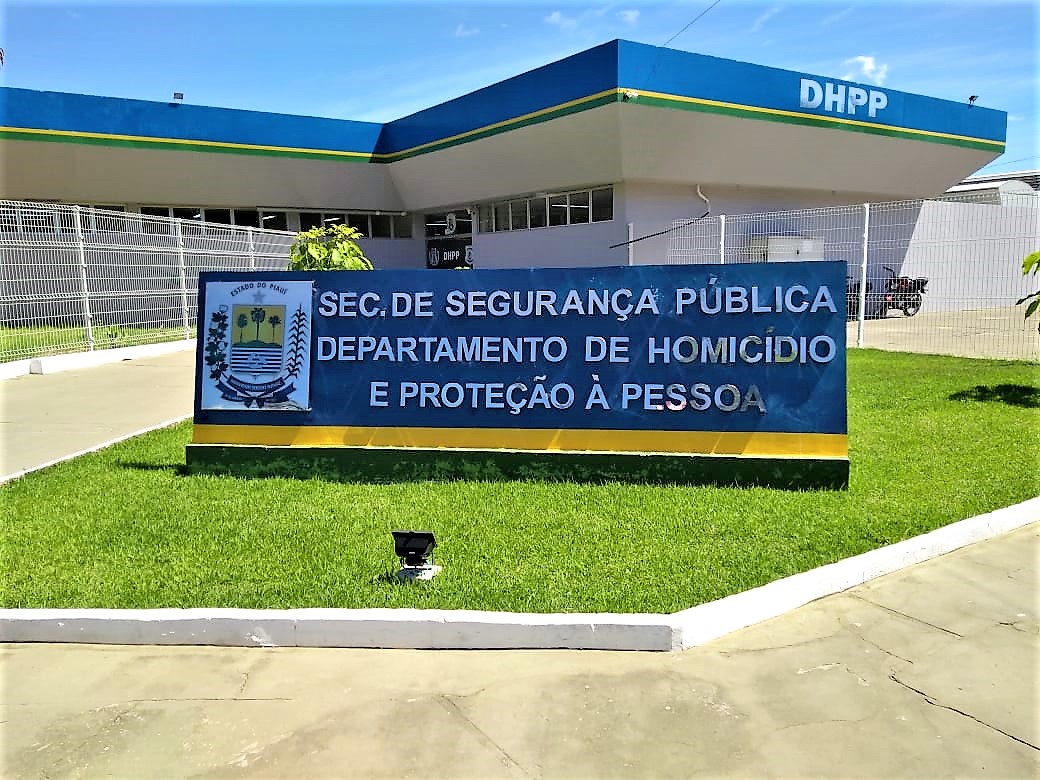 DHPP
DHPP
ESTADO DO PIAUÍ
SEC. DE SEGURANÇA PÚBLICA
DEPARTAMENTO DE HOMICÍDIO
E PROTEÇÃO À PESSOA